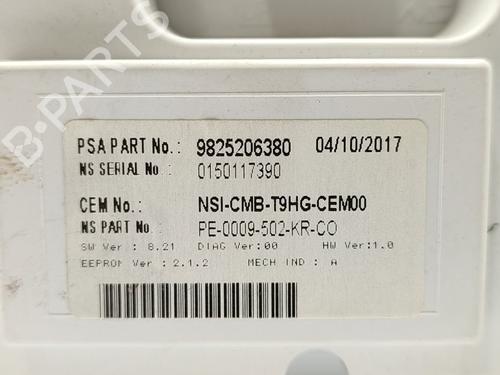 PSA PART No.: 9825206380 04/10/2017
NS SERIAL No. : 0150117390
CEM No.: NSI-CMB-T9HG-CEM00
NS PART No.: PE-0009-502-KR-CO
SW Ver : 8.21 DIAG Ver:00 HW Ver:1.0
EEPROM Ver : 2.1.2 MECH IND : A
B-PARTS